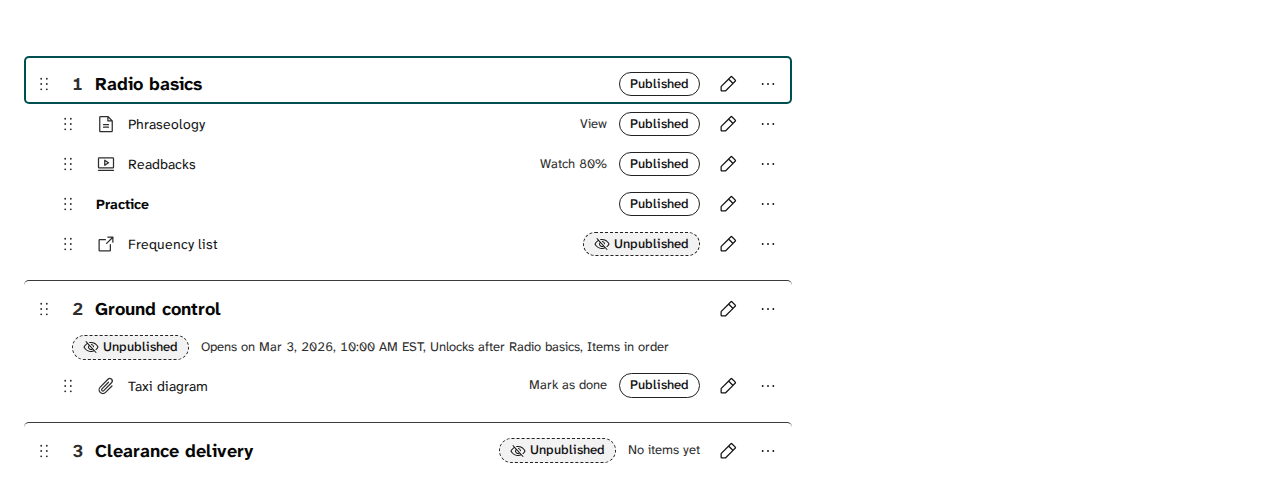 1 Radio basics Published
Phraseology View Published
Readbacks Watch 80% Published
Practice Published
Frequency list Unpublished
2 Ground control
Unpublished Opens on Mar 3, 2026, 10:00 AM EST, Unlocks after Radio basics, Items in order
Taxi diagram Mark as done Published
3 Clearance delivery Unpublished No items yet